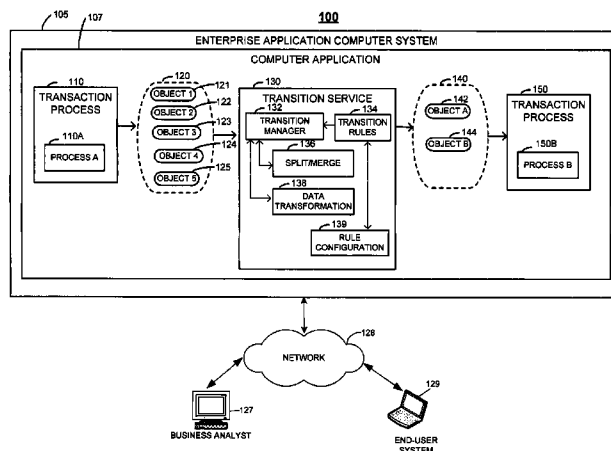 100
105
107
ENTERPRISE APPLICATION COMPUTER SYSTEM
COMPUTER APPLICATION
110
TRANSACTION PROCESS
110A
PROCESS A
120
OBJECT 1
121
OBJECT 2
122
OBJECT 3
123
OBJECT 4
124
OBJECT 5
125
130
TRANSITION SERVICE
132
TRANSITION MANAGER
134
TRANSITION RULES
136
SPLIT/MERGE
138
DATA TRANSFORMATION
139
RULE CONFIGURATION
140
142
OBJECT A
144
OBJECT B
150
TRANSACTION PROCESS
150B
PROCESS B
128
NETWORK
127
BUSINESS ANALYST
129
END-USER SYSTEM